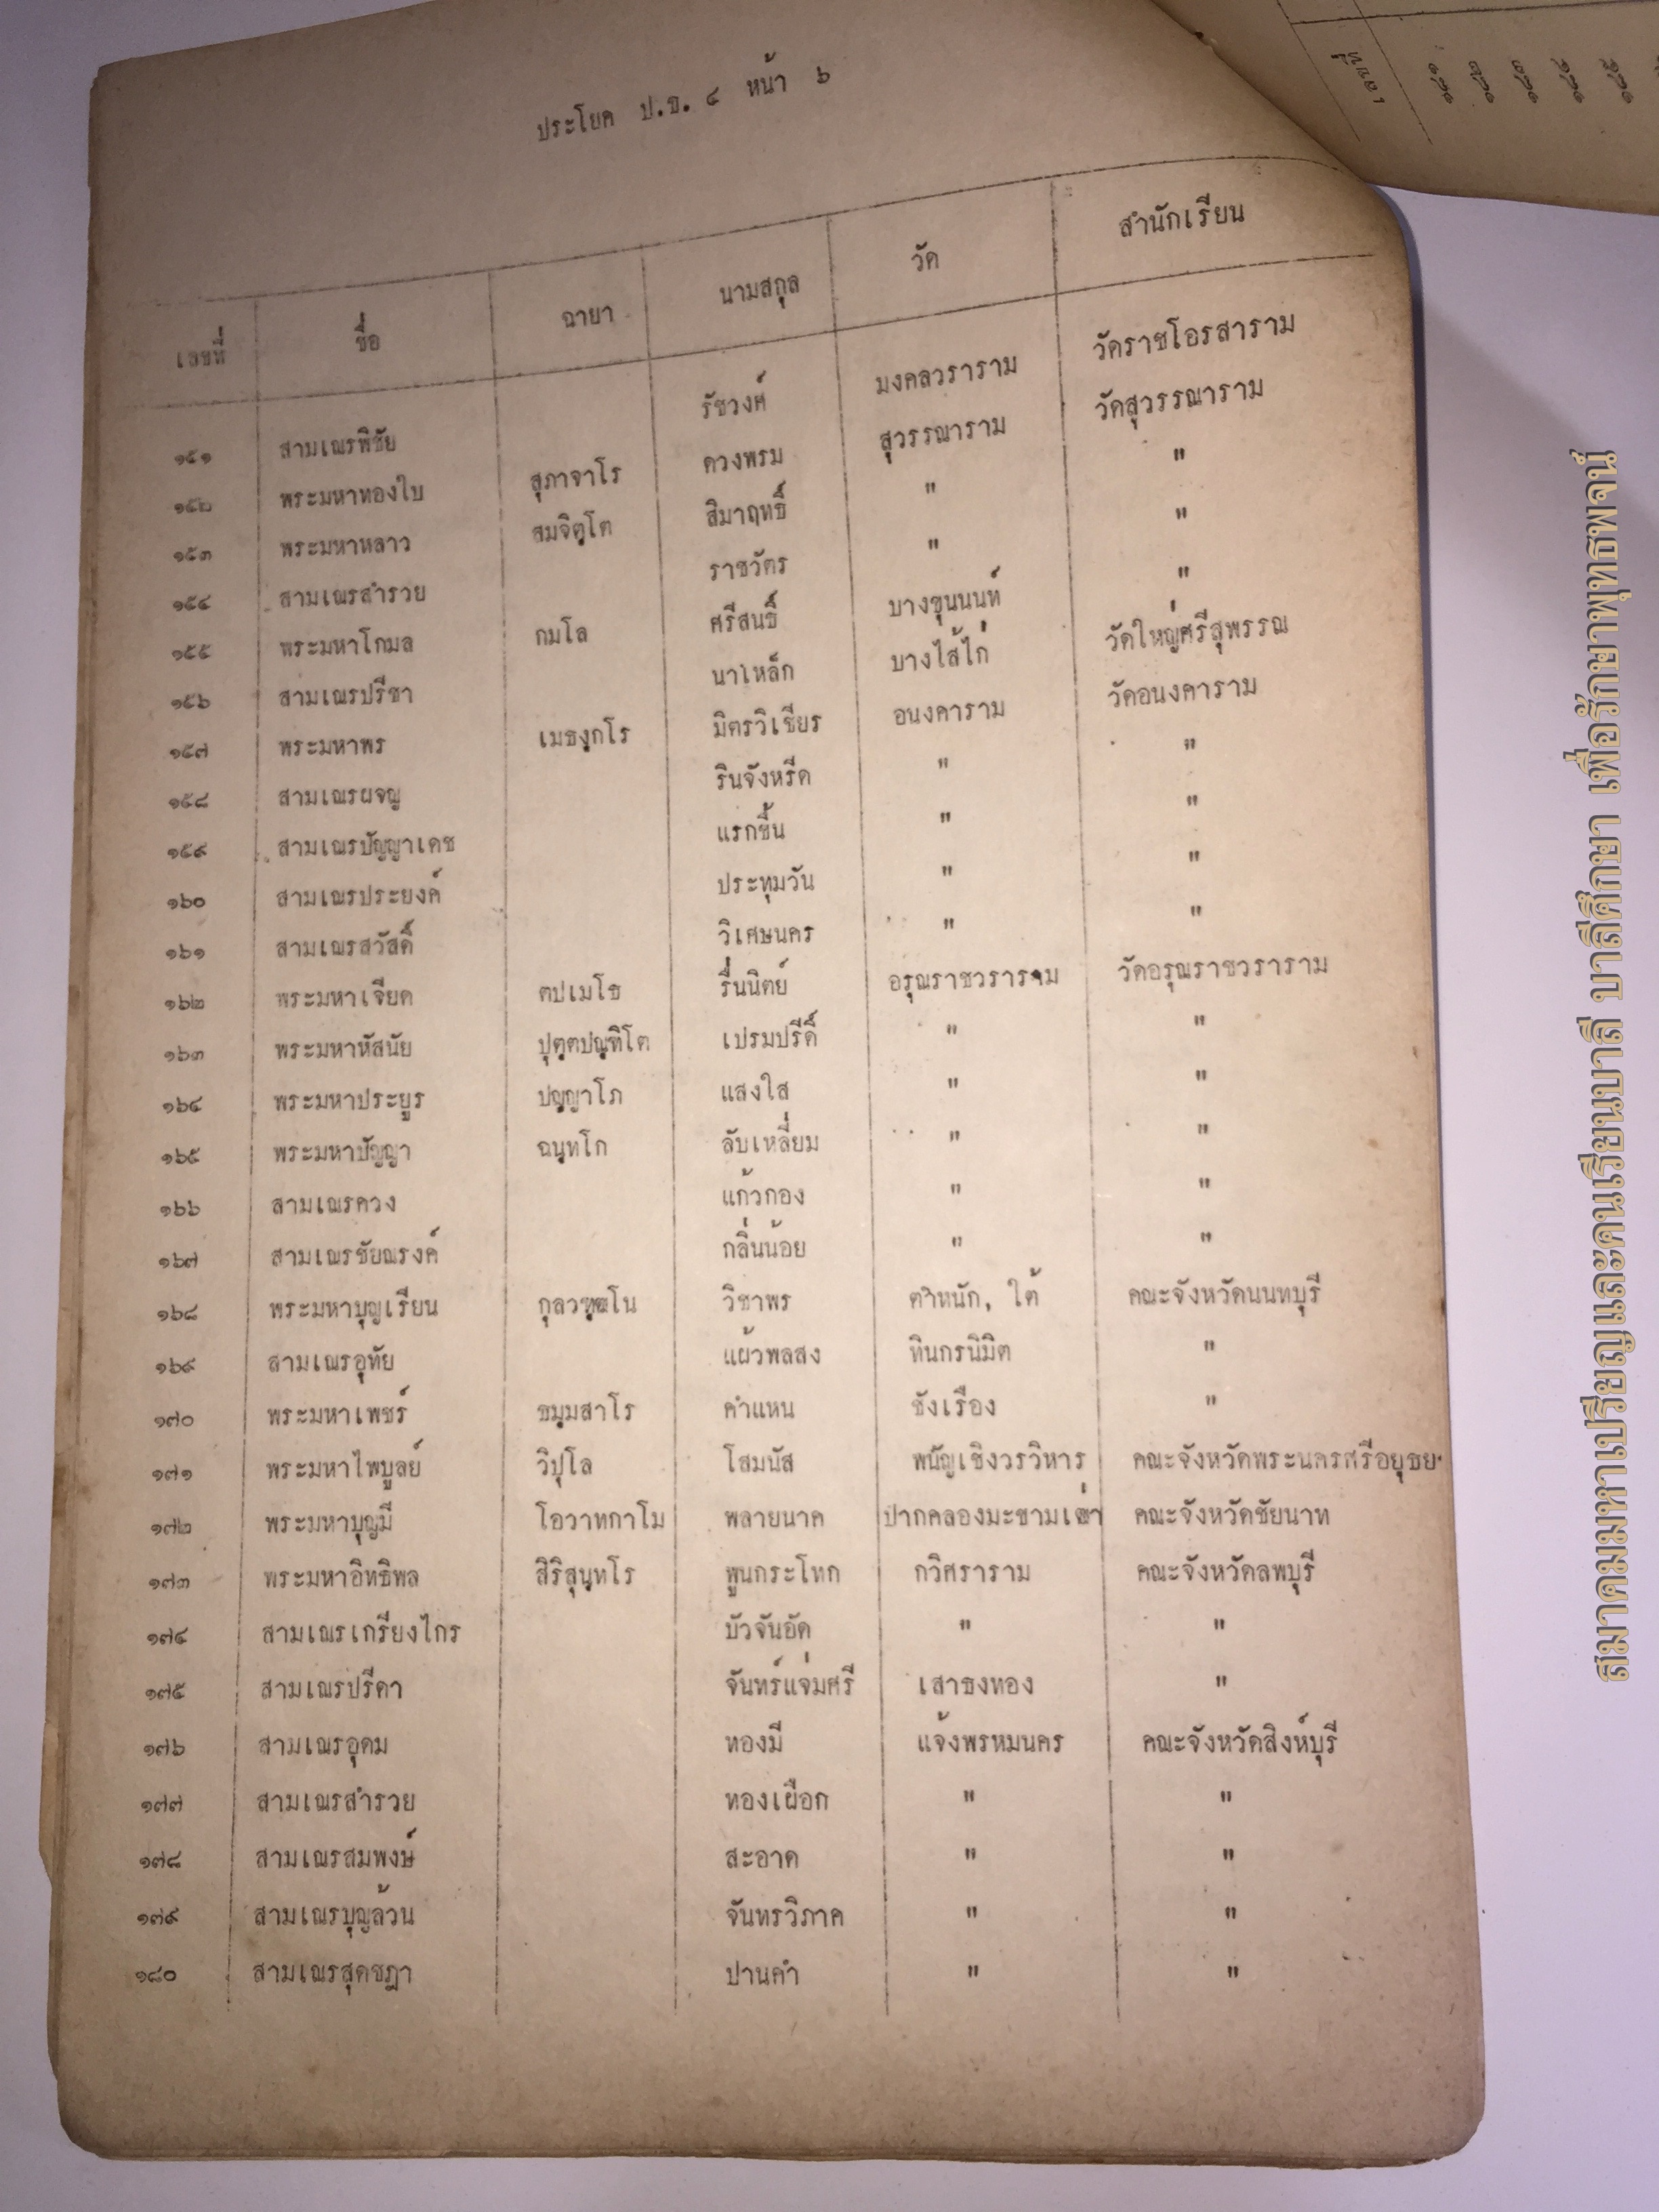 ประโยค ป.ธ. ๔ หน้า ๖
เลขที่ ชื่อ ฉายา นามสกุล วัด สำนักเรียน
๑๕๑ สามเณรพิชัย รัชวงศ์ มงคลวราราม วัดราชโอรสาราม
๑๕๒ พระมหาทองใบ สุภาจาโร ดวงพรม สุวรรณาราม วัดสุวรรณาราม
๑๕๓ พระมหาหลาว สมจิตฺโต สิมาฤทธิ์ " "
๑๕๔ สามเณรสำรวย ราชวัตร " "
๑๕๕ พระมหาโกมล กมโล ศรีสนธิ์ บางขุนนนท์ "
๑๕๖ สามเณรปรีชา นาเหล็ก บางไส้ไก่ วัดใหญ่ศรีสุพรรณ
๑๕๗ พระมหาพร เมธงฺกโร มิตรวิเชียร อนงคาราม วัดอนงคาราม
๑๕๘ สามเณรผจญ รินจังหรีด " "
๑๕๙ สามเณรปัญญาเดช แรกขึ้น " "
๑๖๐ สามเณรประยงค์ ประทุมวัน " "
๑๖๑ สามเณรสวัสดิ์ วิเศษนคร " "
๑๖๒ พระมหาเจียด ตปเมโธ รื่นนิตย์ อรุณราชวราราม วัดอรุณราชวราราม
๑๖๓ พระมหาหัสนัย ปุตฺตปณฺฑิโต เปรมปรีดิ์ " "
๑๖๔ พระมหาประยูร ปญฺญาโภ แสงใส " "
๑๖๕ พระมหาปัญญา ฉนฺทโก ลับเหลี่ยม " "
๑๖๖ สามเณรดวง แก้วกอง " "
๑๖๗ สามเณรชัยณรงค์ กลิ่นน้อย " "
๑๖๘ พระมหาบุญเรียน กุลวฑฺฒโน วิชาพร ตำหนัก, ใต้ คณะจังหวัดนนทบุรี
๑๖๙ สามเณรอุทัย แผ้วพลสง ทินกรนิมิต "
๑๗๐ พระมหาเพชร์ ธมฺมสาโร คำแหน ธังเรือง "
๑๗๑ พระมหาไพบูลย์ วิปุโล โสมนัส พนัญเชิงวรวิหาร คณะจังหวัดพระนครศรีอยุธย
๑๗๒ พระมหาบุญมี โอวาทกาโม พลายนาค ปากคลองมะขามเฒ่า คณะจังหวัดชัยนาท
๑๗๓ พระมหาอิทธิพล สิริสุนฺทโร พูนกระโทก กวิศราราม คณะจังหวัดลพบุรี
๑๗๔ สามเณรเกรียงไกร บัวจันอัด " "
๑๗๕ สามเณรปรีดา จันทร์แจ่มศรี เสาธงทอง "
๑๗๖ สามเณรอุดม ทองมี แจ้งพรหมนคร คณะจังหวัดสิงห์บุรี
๑๗๗ สามเณรสำรวย ทองเผือก " "
๑๗๘ สามเณรสมพงษ์ สะอาด " "
๑๗๙ สามเณรบุญล้วน จันทรวิภาค " "
๑๘๐ สามเณรสุดชฎา ปานคำ " "
สมาคมมหาเปรียญและคนเรียนบาลี บาลีศึกษา เพื่อรักษาพุทธพจน์